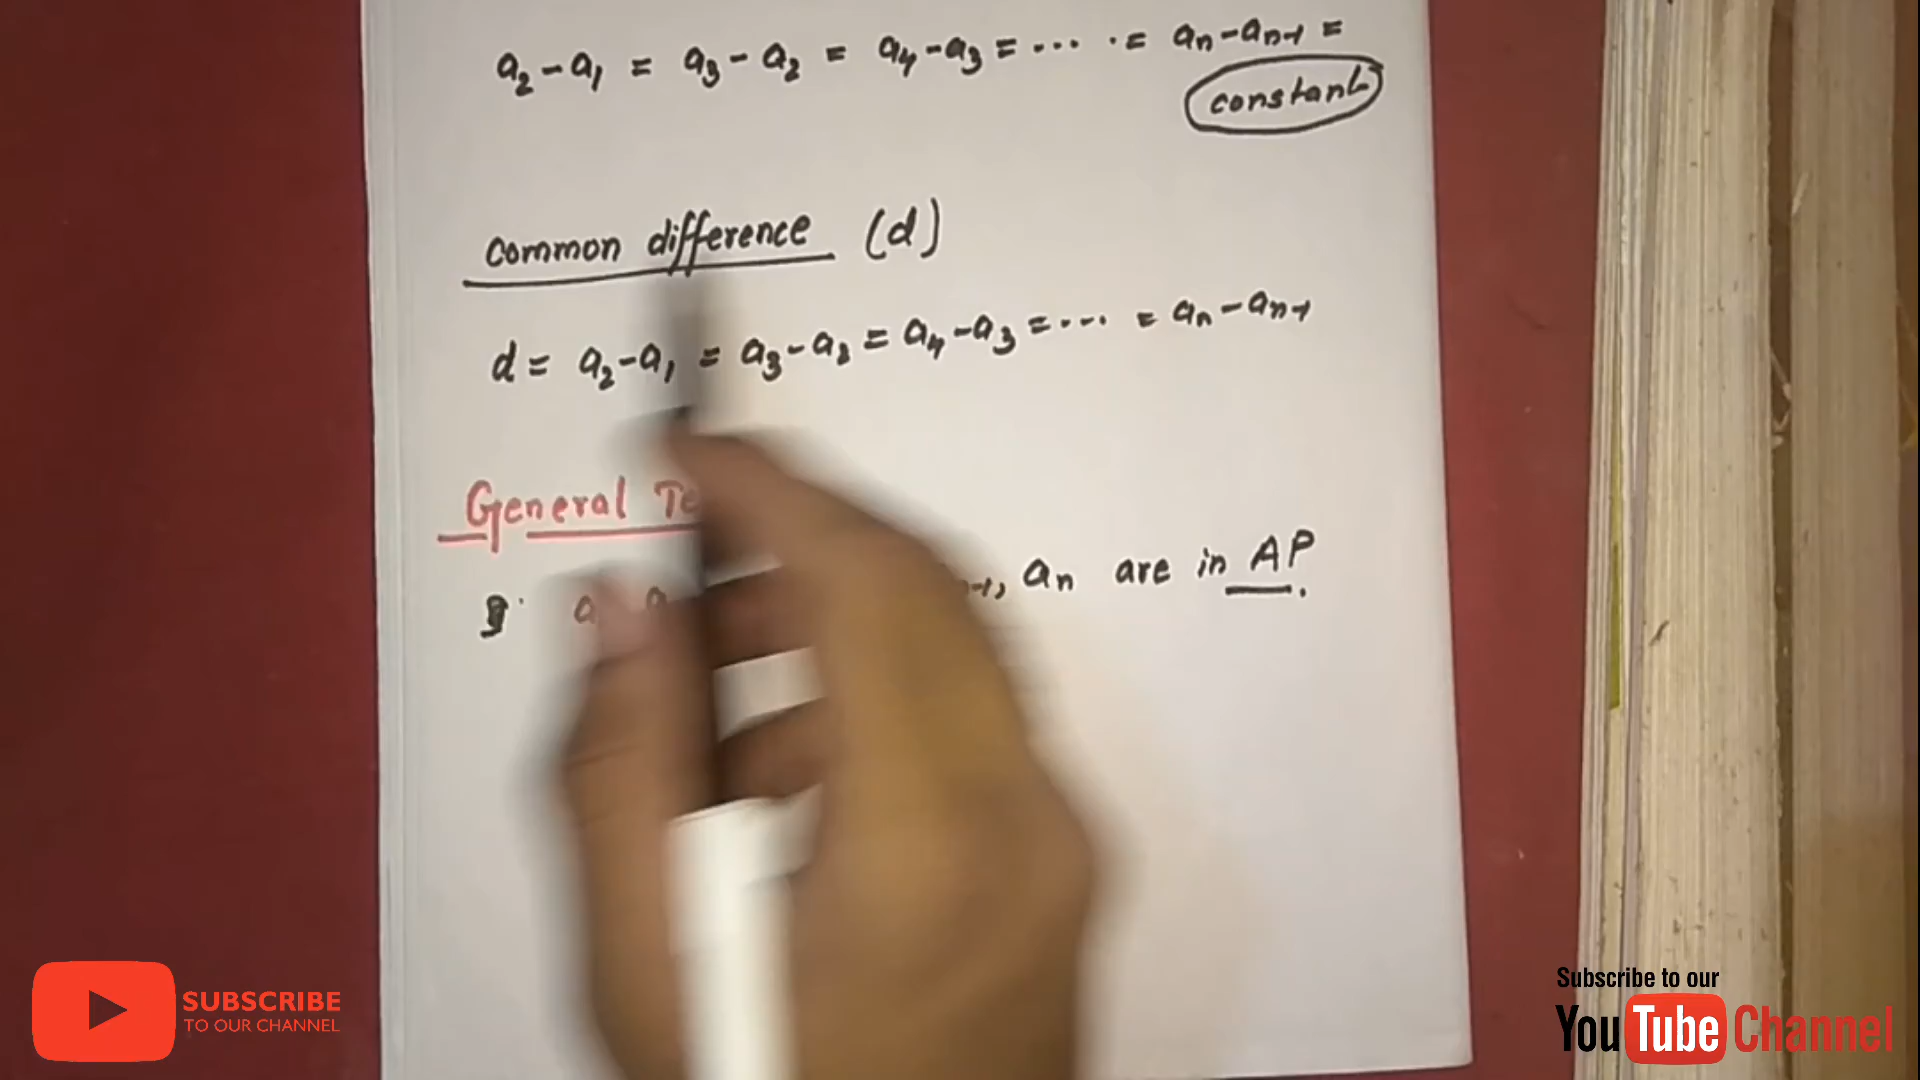 a₂-a₁ = a₃-a₂ = a₄-a₃ = ... . = aₙ-aₙ₋₁ =
constant
Common difference (d)
d = a₂-a₁ = a₃-a₂ = a₄-a₃ = ... = aₙ-aₙ₋₁
General
aₙ are in AP.
SUBSCRIBE
TO OUR CHANNEL
Subscribe to our
YouTube Channel